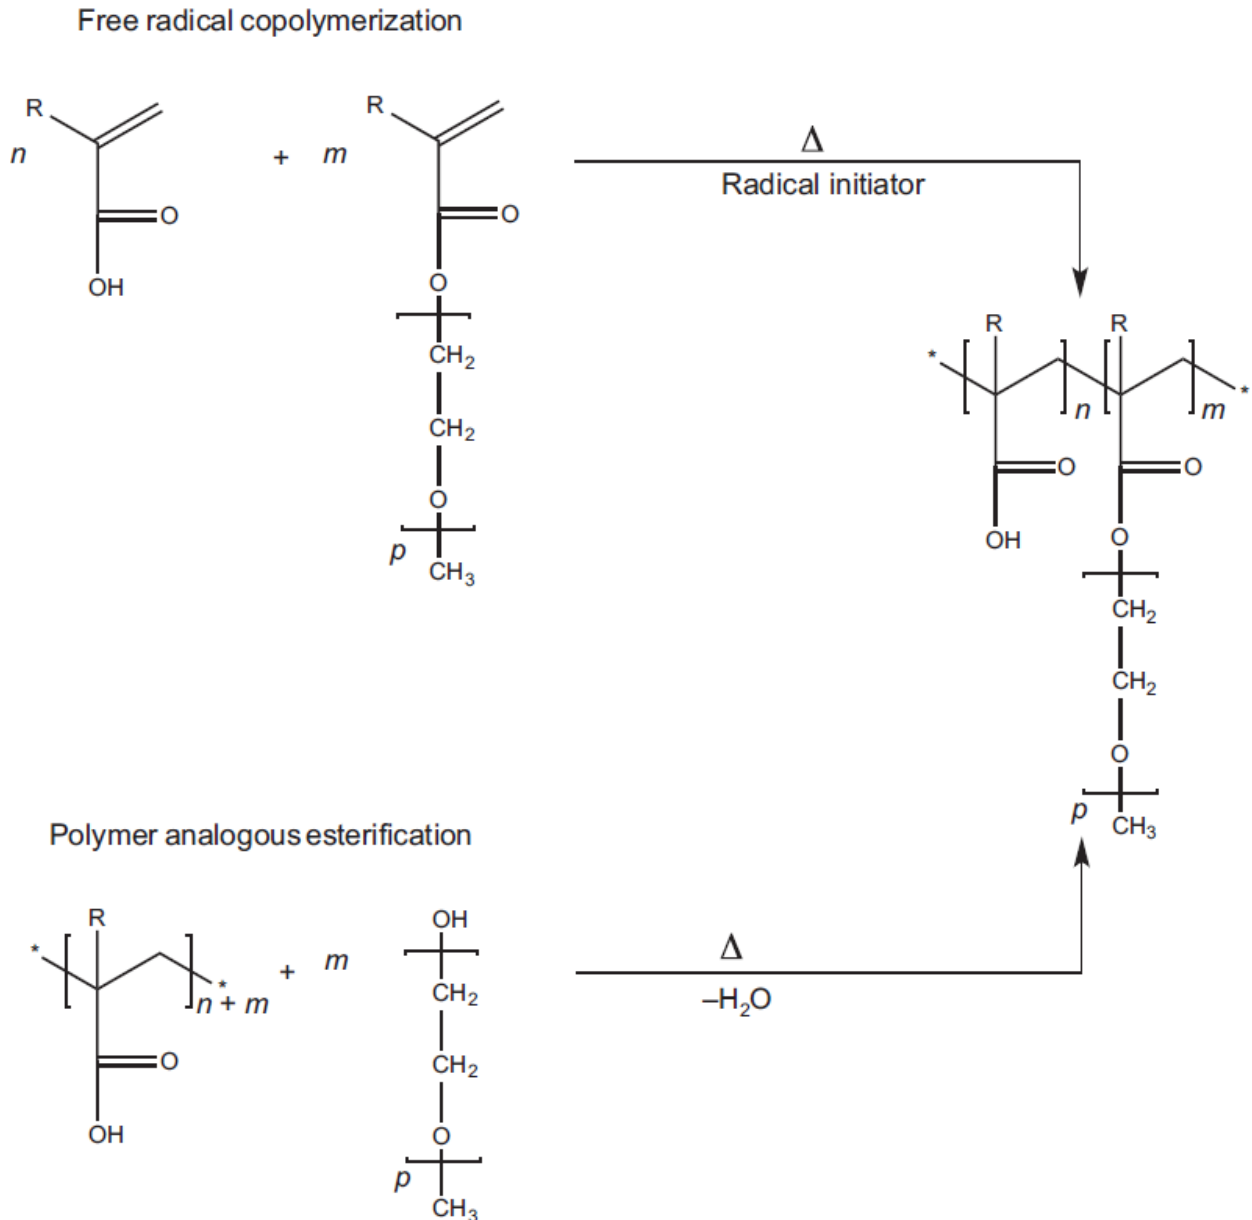 Free radical copolymerization
R
R
n
+
m
Δ
Radical initiator
O
O
OH
O
CH₂
CH₂
O
p
CH₃
R
R
*
n
m
*
O
O
OH
O
CH₂
CH₂
O
p
CH₃
Polymer analogous esterification
R
OH
*
*
n + m
+
m
Δ
–H₂O
CH₂
O
CH₂
OH
O
p
CH₃